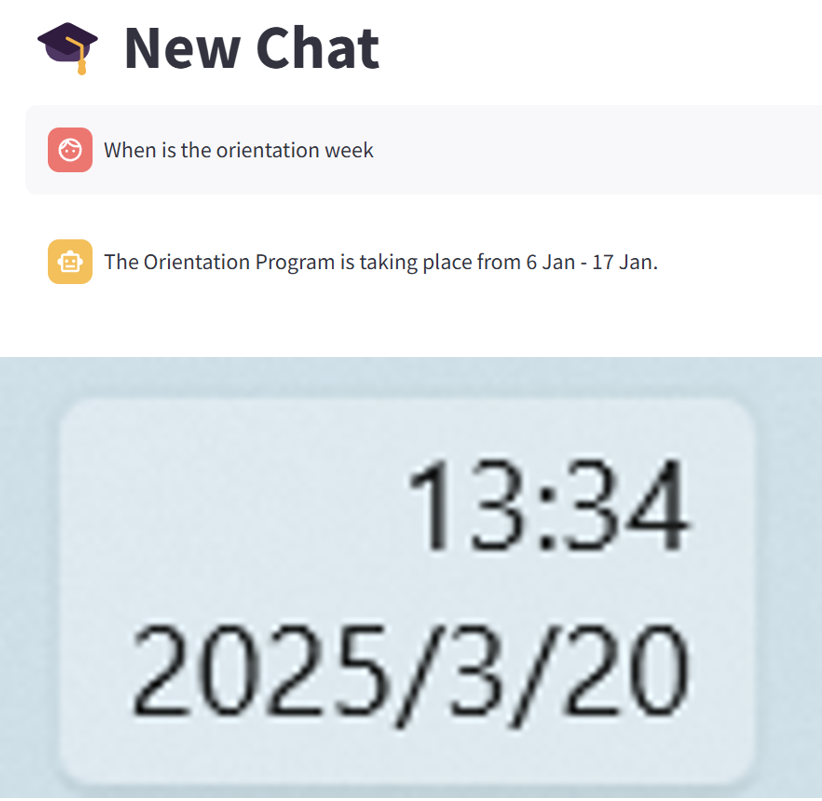 New Chat
When is the orientation week
The Orientation Program is taking place from 6 Jan - 17 Jan.
13:34
2025/3/20